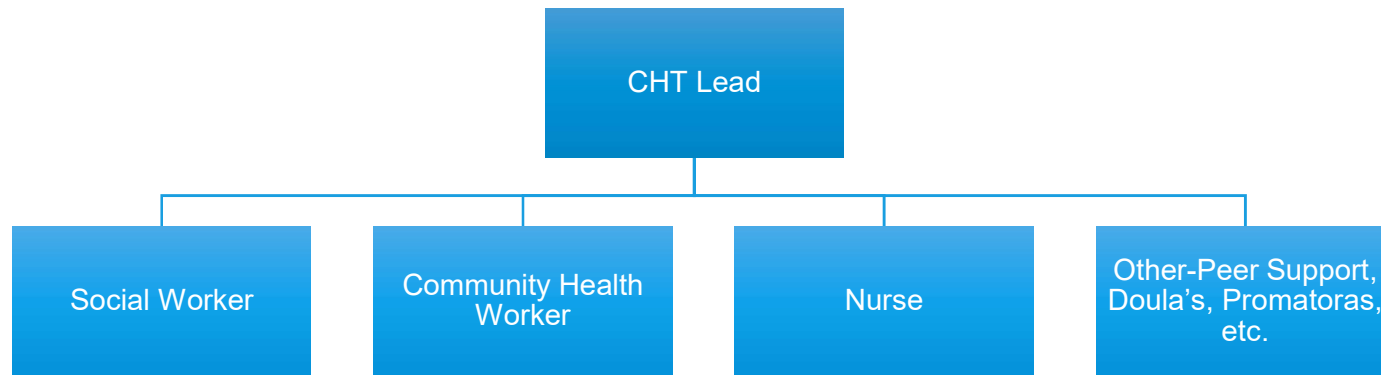 CHT Lead
Social Worker
Community Health
Worker
Nurse
Other-Peer Support,
Doula’s, Promatoras,
etc.